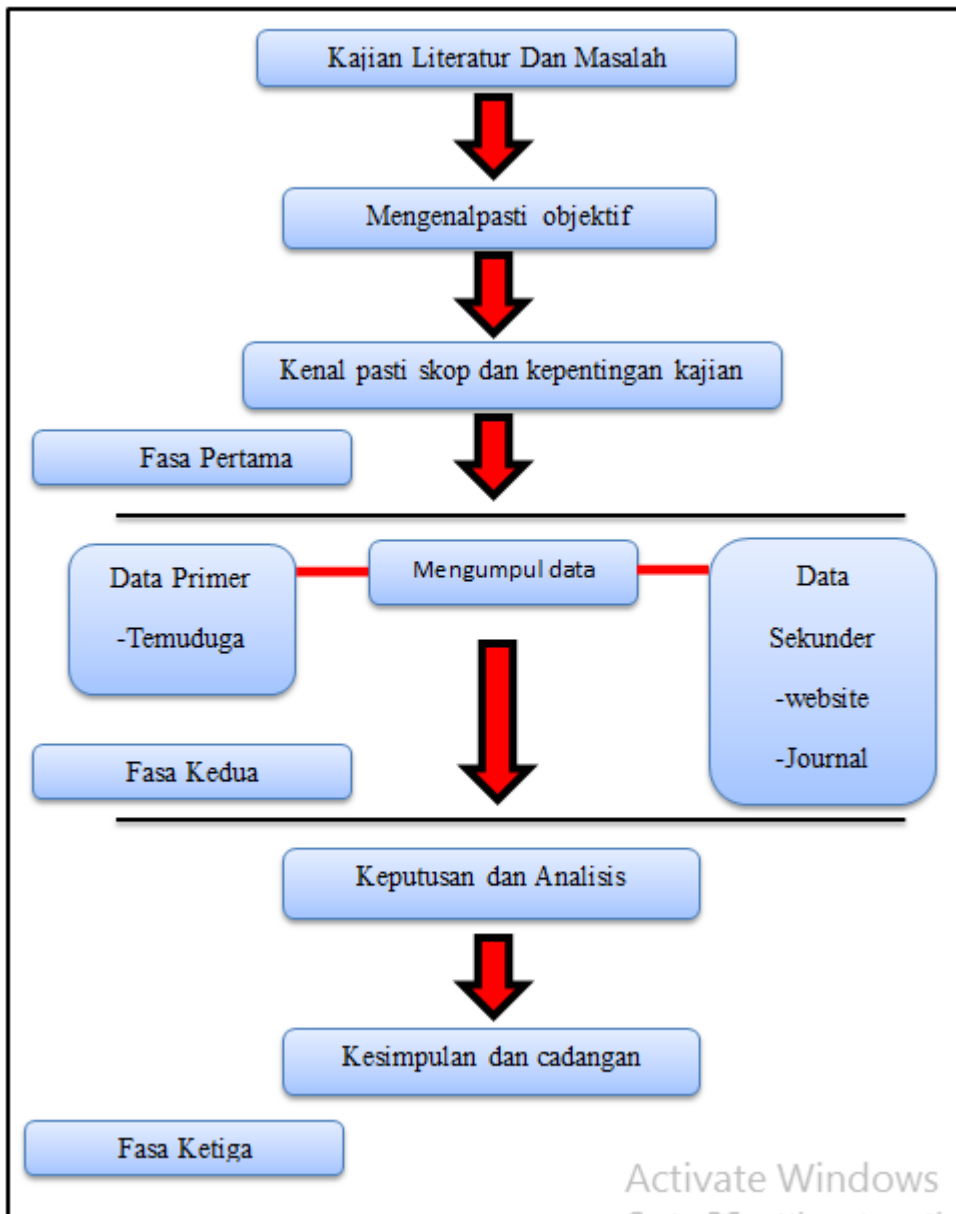 Kajian Literatur Dan Masalah
Mengenalpasti objektif
Kenal pasti skop dan kepentingan kajian
Fasa Pertama
Data Primer
-Temuduga
Mengumpul data
Data
Sekunder
-website
-Journal
Fasa Kedua
Keputusan dan Analisis
Kesimpulan dan cadangan
Fasa Ketiga
Activate Windows